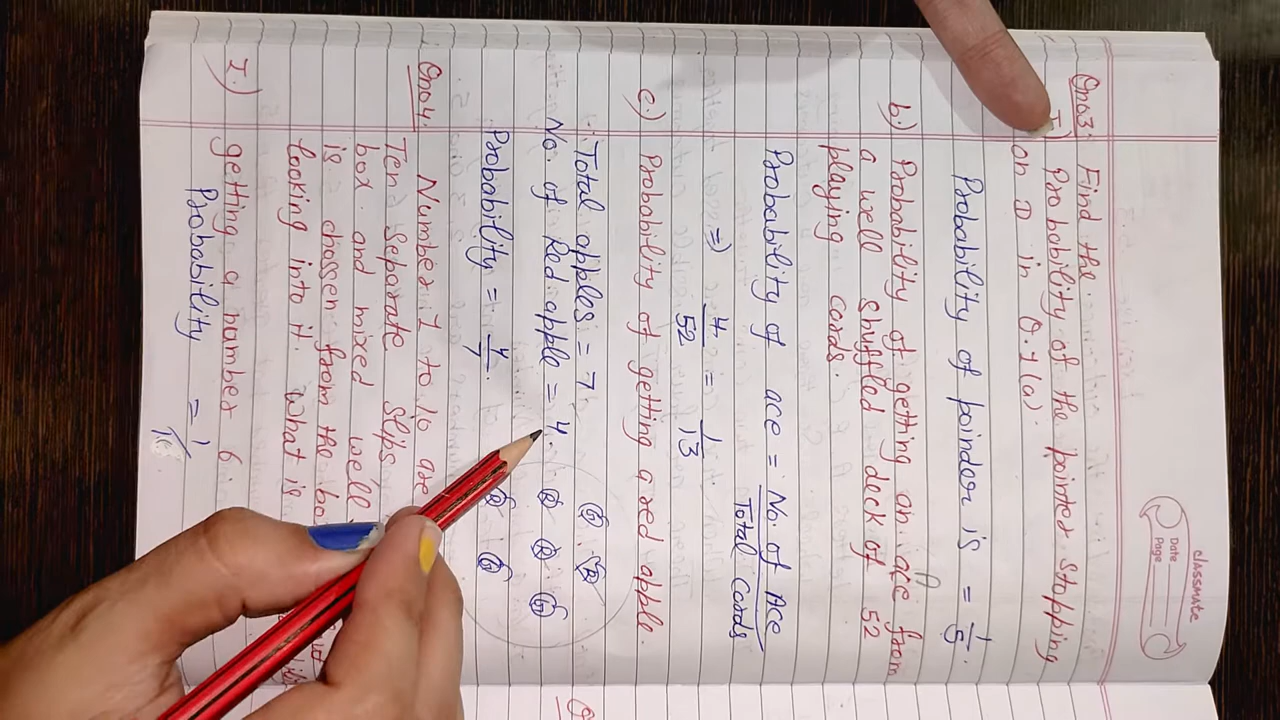 classmate
Date
Page
Qno3: Find the.
I) Probability of the pointer stopping
on D in Q.1(a).
Probability of poinder is = 1/5.
b.) Probability of getting an ace from
a well shuffled deck of 52
playing cards.
Probability of ace = No. of Ace / Total Cards
⇒ 4/52 = 1/13.
c.) Probability of getting a red apple.
∴ Total apples = 7
No. of Red apple = 4.
Probability = 4/7.
G R
R R G
R G
Qno4. Number 1 to 10 are
Ten Separate Slips
box and mixed well
is chossen from the
Looking into it. What is
I.) getting a number 6.
Probability = 1/10